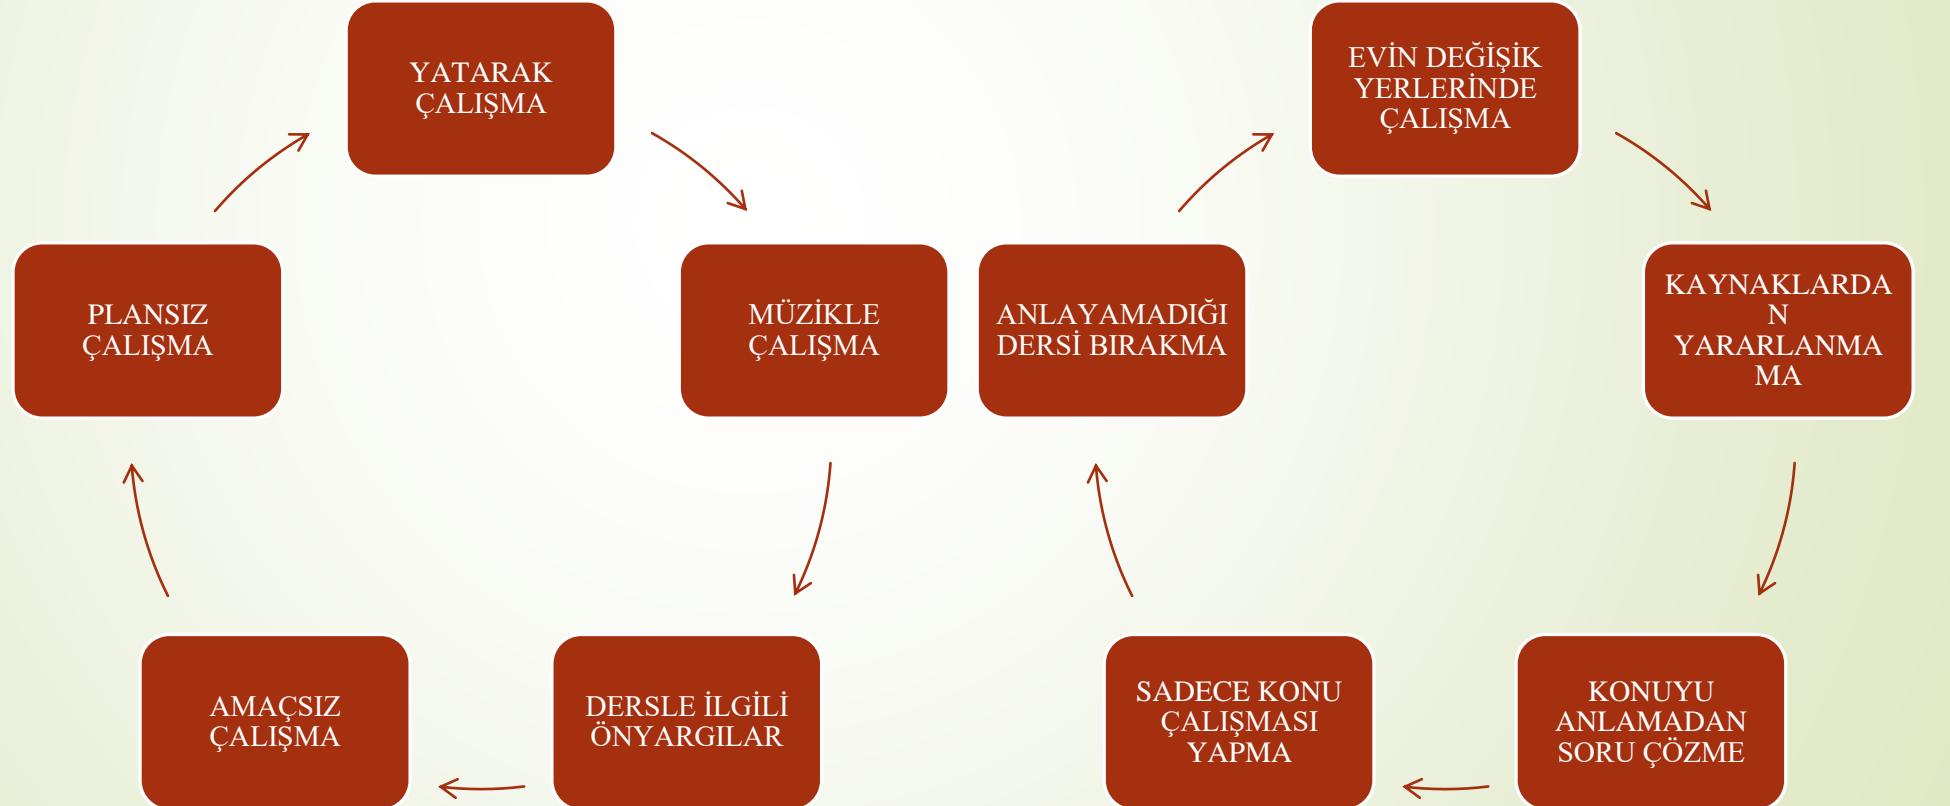 YATARAK
ÇALIŞMA
MÜZİKLE
ÇALIŞMA
DERSLE İLGİLİ
ÖNYARGILAR
AMAÇSIZ
ÇALIŞMA
PLANSIZ
ÇALIŞMA
EVİN DEĞİŞİK
YERLERİNDE
ÇALIŞMA
KAYNAKLARDA
N
YARARLANMA
MA
KONUYU
ANLAMADAN
SORU ÇÖZME
SADECE KONU
ÇALIŞMASI
YAPMA
ANLAYAMADIĞI
DERSİ BIRAKMA